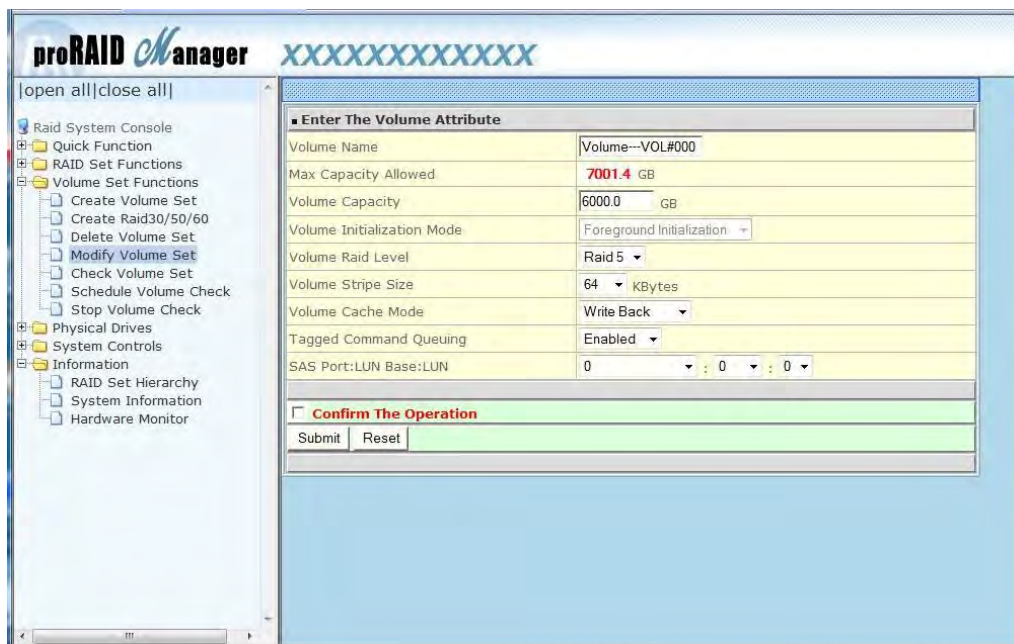 proRAID Manager XXXXXXXXXXXX
|open all|close all|
Raid System Console
Quick Function
RAID Set Functions
Volume Set Functions
Create Volume Set
Create Raid30/50/60
Delete Volume Set
Modify Volume Set
Check Volume Set
Schedule Volume Check
Stop Volume Check
Physical Drives
System Controls
Information
RAID Set Hierarchy
System Information
Hardware Monitor
Enter The Volume Attribute
Volume Name Volume---VOL#000
Max Capacity Allowed 7001.4 GB
Volume Capacity 6000.0 GB
Volume Initialization Mode Foreground Initialization
Volume Raid Level Raid 5
Volume Stripe Size 64 KBytes
Volume Cache Mode Write Back
Tagged Command Queuing Enabled
SAS Port:LUN Base:LUN 0 : 0 : 0
Confirm The Operation
Submit Reset